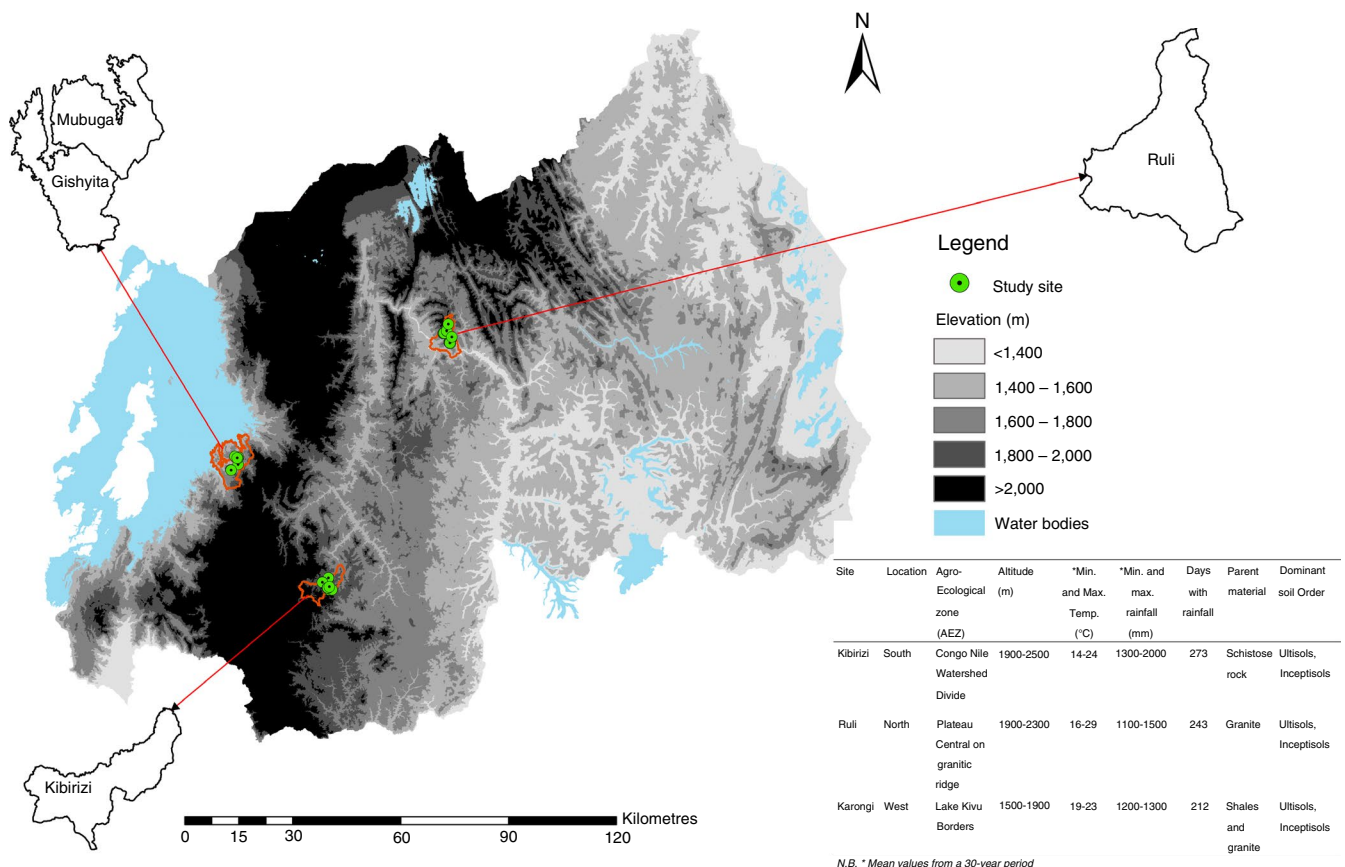 N
Mubuga
Gishyita
Ruli
Kibirizi
Legend
Study site
Elevation (m)
<1,400
1,400 – 1,600
1,600 – 1,800
1,800 – 2,000
>2,000
Water bodies
Kilometres
0 15 30 60 90 120
Site Location Agro- Altitude *Min. *Min. and Days Parent Dominant
Ecological (m) and Max. max. with material soil Order
zone Temp. rainfall rainfall
(AEZ) (°C) (mm)
Kibirizi South Congo Nile 1900-2500 14-24 1300-2000 273 Schistose Ultisols,
Watershed rock Inceptisols
Divide
Ruli North Plateau 1900-2300 16-29 1100-1500 243 Granite Ultisols,
Central on Inceptisols
granitic
ridge
Karongi West Lake Kivu 1500-1900 19-23 1200-1300 212 Shales Ultisols,
Borders and Inceptisols
granite
N.B. * Mean values from a 30-year period